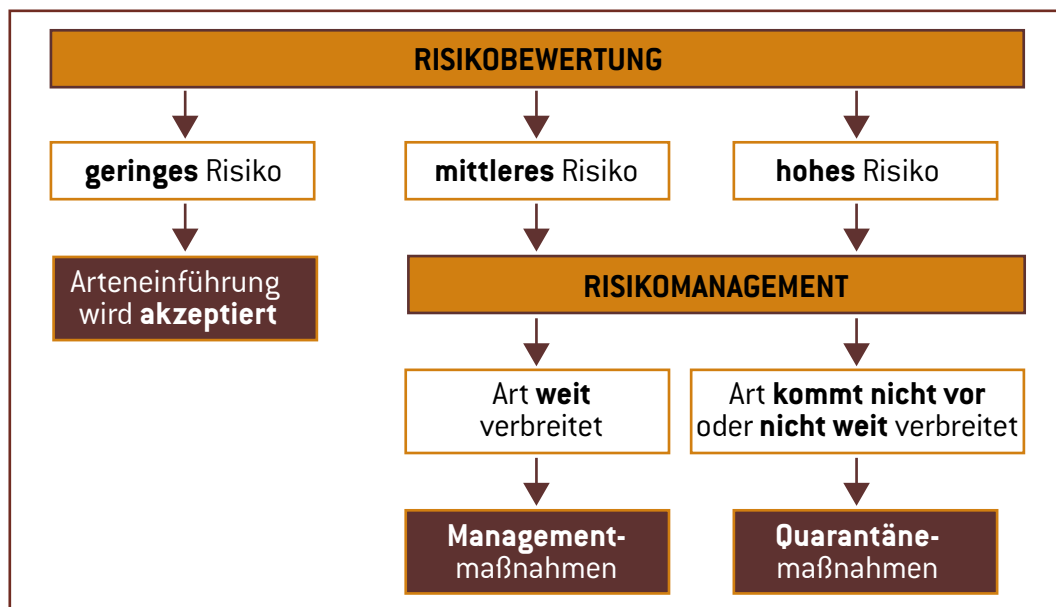 RISIKOBEWERTUNG
geringes Risiko
mittleres Risiko
hohes Risiko
Arteneinführung
wird akzeptiert
RISIKOMANAGEMENT
Art weit
verbreitet
Art kommt nicht vor
oder nicht weit verbreitet
Management-
maßnahmen
Quarantäne-
maßnahmen